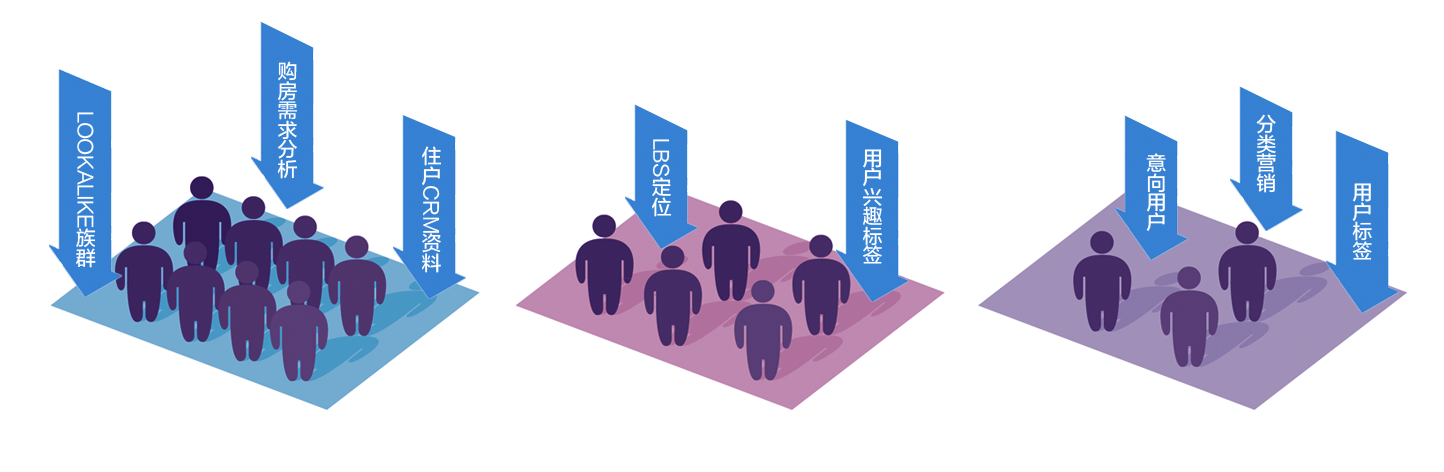 LOOKALIKE族群
购房需求分析
住户CRM资料
LBS定位
用户兴趣标签
意向用户
分类营销
用户标签